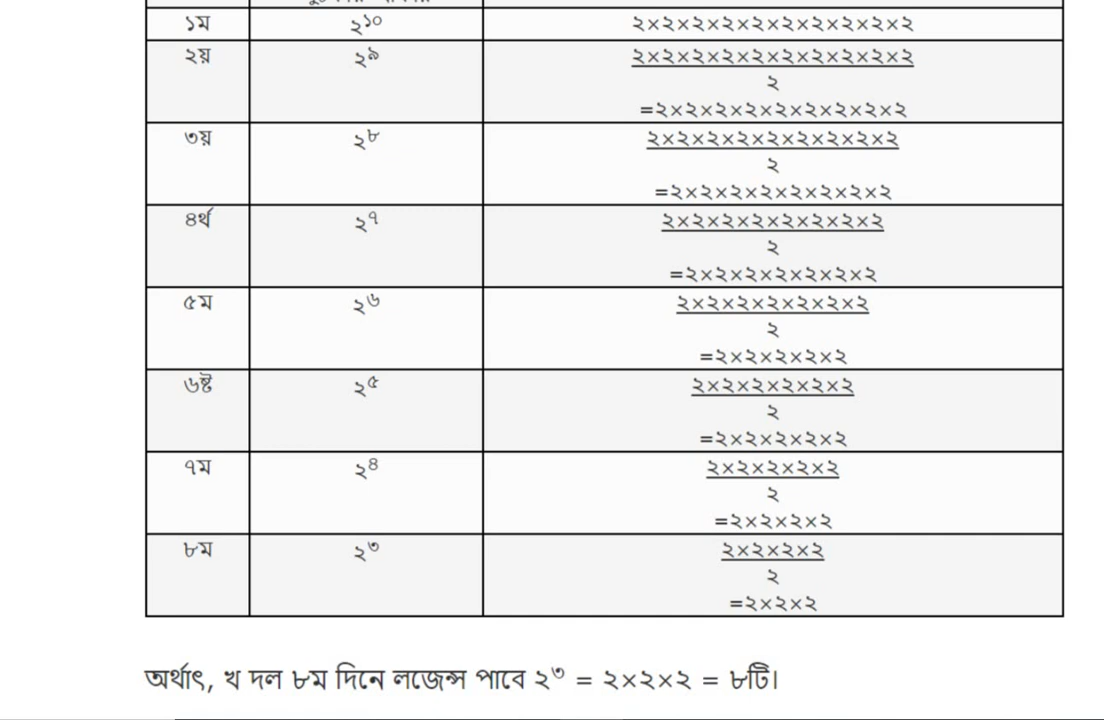 ১ম ২¹⁰ ২×২×২×২×২×২×২×২×২×২
২য় ২^৯ ২×২×২×২×২×২×২×২×২×২
২
=২×২×২×২×২×২×২×২×২
৩য় ২^৮ ২×২×২×২×২×২×২×২×২
২
=২×২×২×২×২×২×২×২
৪র্থ ২^৭ ২×২×২×২×২×২×২×২
২
=২×২×২×২×২×২×২
৫ম ২^৬ ২×২×২×২×২×২×২
২
=২×২×২×২×২
৬ষ্ট ২^৫ ২×২×২×২×২×২
২
=২×২×২×২×২
৭ম ২^৪ ২×২×২×২×২
২
=২×২×২×২
৮ম ২^৩ ২×২×২×২
২
=২×২×২
অর্থাৎ, খ দল ৮ম দিনে লজেন্স পাবে ২^৩ = ২×২×২ = ৮টি।